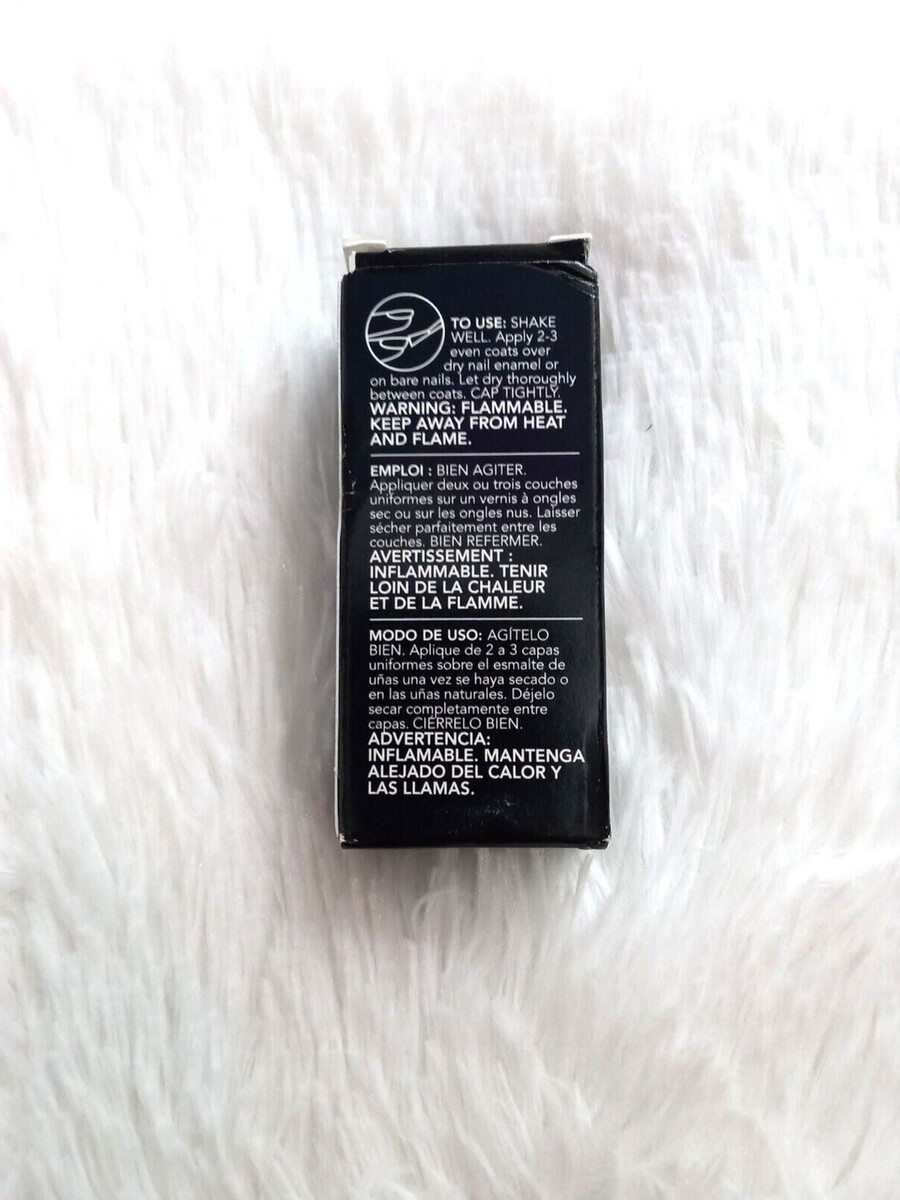 TO USE: SHAKE
WELL. Apply 2-3
even coats over
dry nail enamel or
on bare nails. Let dry thoroughly
between coats. CAP TIGHTLY.
WARNING: FLAMMABLE.
KEEP AWAY FROM HEAT
AND FLAME.
EMPLOI : BIEN AGITER.
Appliquer deux ou trois couches
uniformes sur un vernis à ongles
sec ou sur les ongles nus. Laisser
sécher parfaitement entre les
couches. BIEN REFERMER.
AVERTISSEMENT :
INFLAMMABLE. TENIR
LOIN DE LA CHALEUR
ET DE LA FLAMME.
MODO DE USO: AGÍTELO
BIEN. Aplique de 2 a 3 capas
uniformes sobre el esmalte de
uñas una vez se haya secado o
en las uñas naturales. Déjelo
secar completamente entre
capas. CIÉRRELO BIEN.
ADVERTENCIA:
INFLAMABLE. MANTENGA
ALEJADO DEL CALOR Y
LAS LLAMAS.